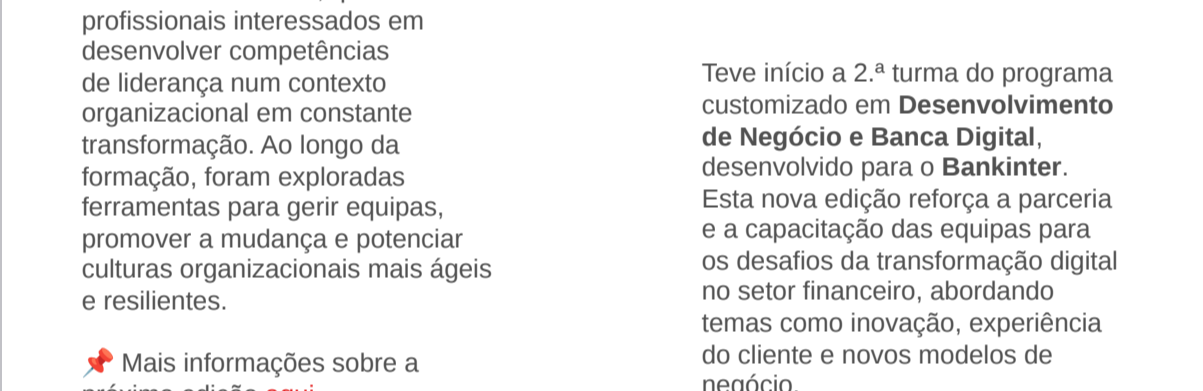 profissionais interessados em
desenvolver competências
de liderança num contexto
organizacional em constante
transformação. Ao longo da
formação, foram exploradas
ferramentas para gerir equipas,
promover a mudança e potenciar
culturas organizacionais mais ágeis
e resilientes.
📌 Mais informações sobre a
próxima edição aqui
Teve início a 2.ª turma do programa
customizado em Desenvolvimento
de Negócio e Banca Digital,
desenvolvido para o Bankinter.
Esta nova edição reforça a parceria
e a capacitação das equipas para
os desafios da transformação digital
no setor financeiro, abordando
temas como inovação, experiência
do cliente e novos modelos de
negócio.